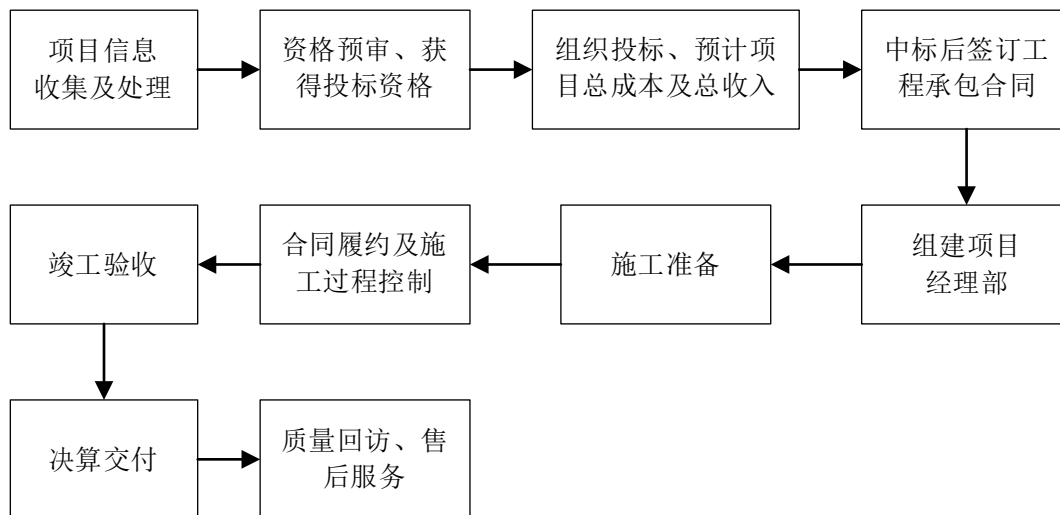 项目信息
收集及处理
资格预审、获
得投标资格
组织投标、预计项
目总成本及总收入
中标后签订工
程承包合同
组建项目
经理部
施工准备
合同履约及施
工过程控制
竣工验收
决算交付
质量回访、售
后服务